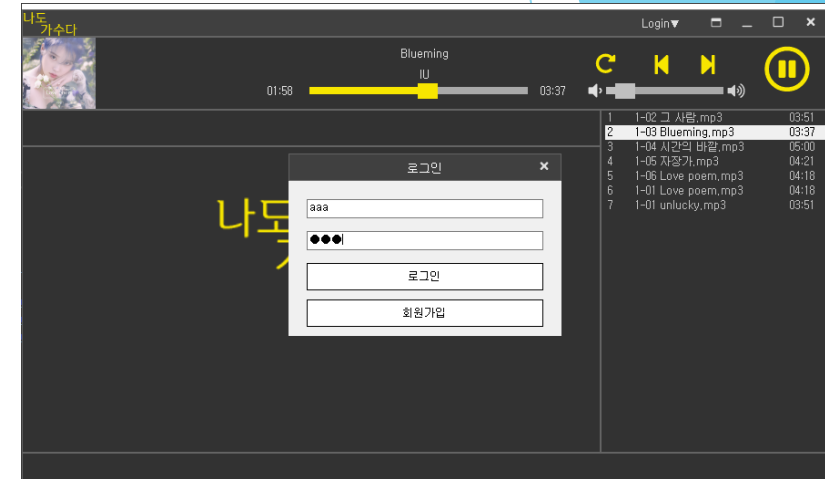 나도
가수다
Login▼
Blueming
IU
01:58
03:37
1 1-02 그 사람.mp3 03:51
2 1-03 Blueming.mp3 03:37
3 1-04 시간의 바깥.mp3 05:00
4 1-05 자장가.mp3 04:21
5 1-06 Love poem.mp3 04:18
6 1-01 Love poem.mp3 04:18
7 1-01 unlucky.mp3 03:51
나도
로그인
aaa
●●●
로그인
회원가입